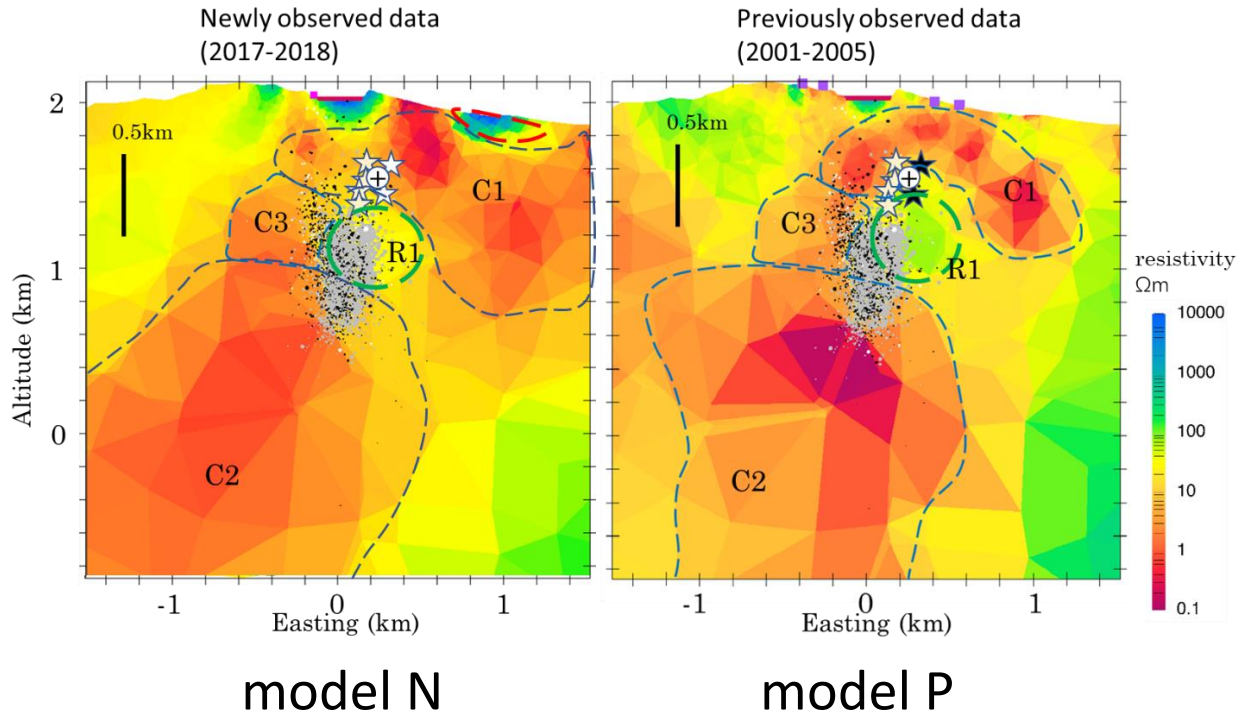 Newly observed data
(2017-2018)
Previously observed data
(2001-2005)
2
1
0
Altitude (km)
0.5km
C1
C3
R1
C2
-1
0
1
Easting (km)
0.5km
C1
C3
R1
C2
-1
0
1
Easting (km)
resistivity
Ωm
10000
1000
100
10
1
0.1
model N
model P